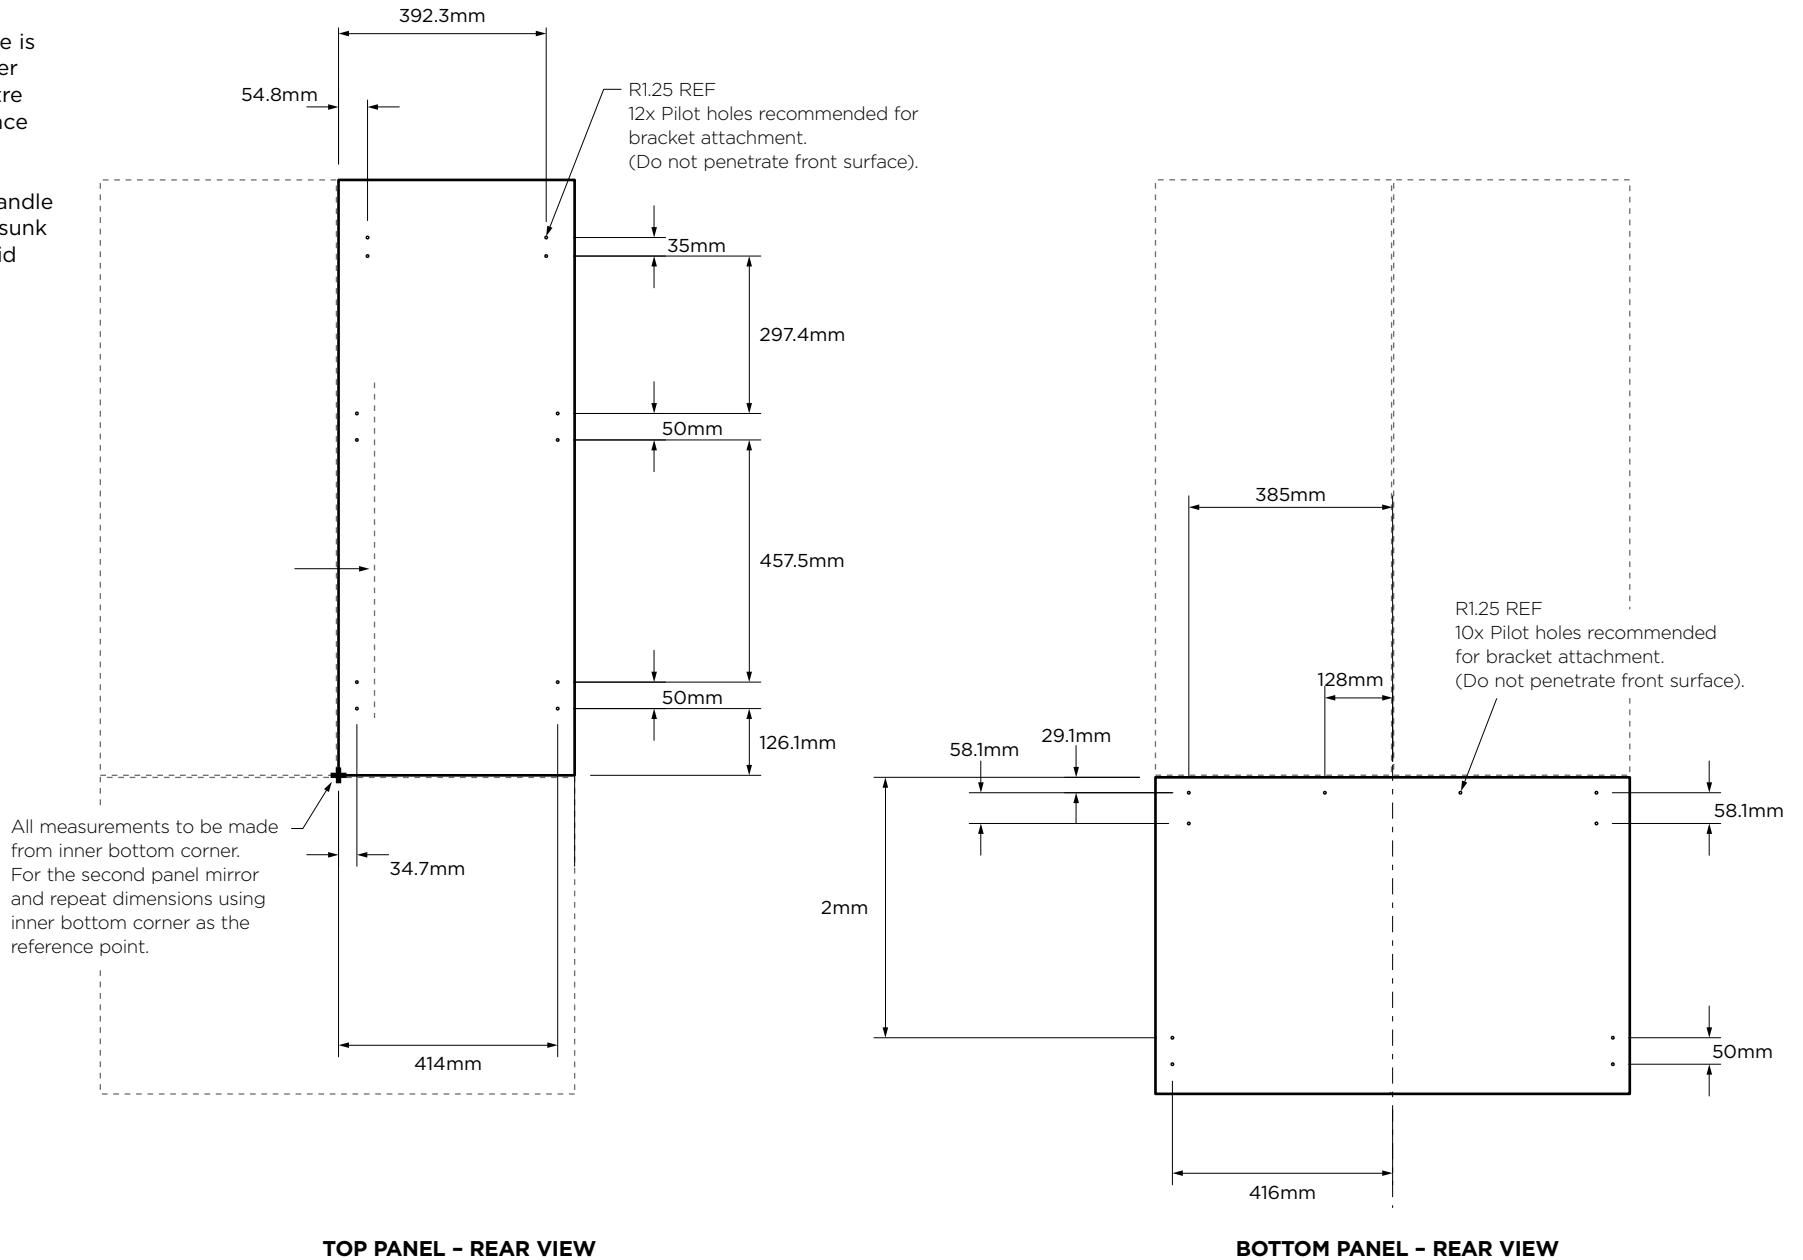 e is
er
tre
nce
andle
sunk
id
392.3mm
54.8mm
R1.25 REF
12x Pilot holes recommended for
bracket attachment.
(Do not penetrate front surface).
35mm
297.4mm
50mm
457.5mm
50mm
126.1mm
All measurements to be made
from inner bottom corner.
For the second panel mirror
and repeat dimensions using
inner bottom corner as the
reference point.
34.7mm
414mm
TOP PANEL – REAR VIEW
385mm
R1.25 REF
10x Pilot holes recommended
for bracket attachment.
(Do not penetrate front surface).
128mm
29.1mm
58.1mm
58.1mm
2mm
50mm
416mm
BOTTOM PANEL – REAR VIEW